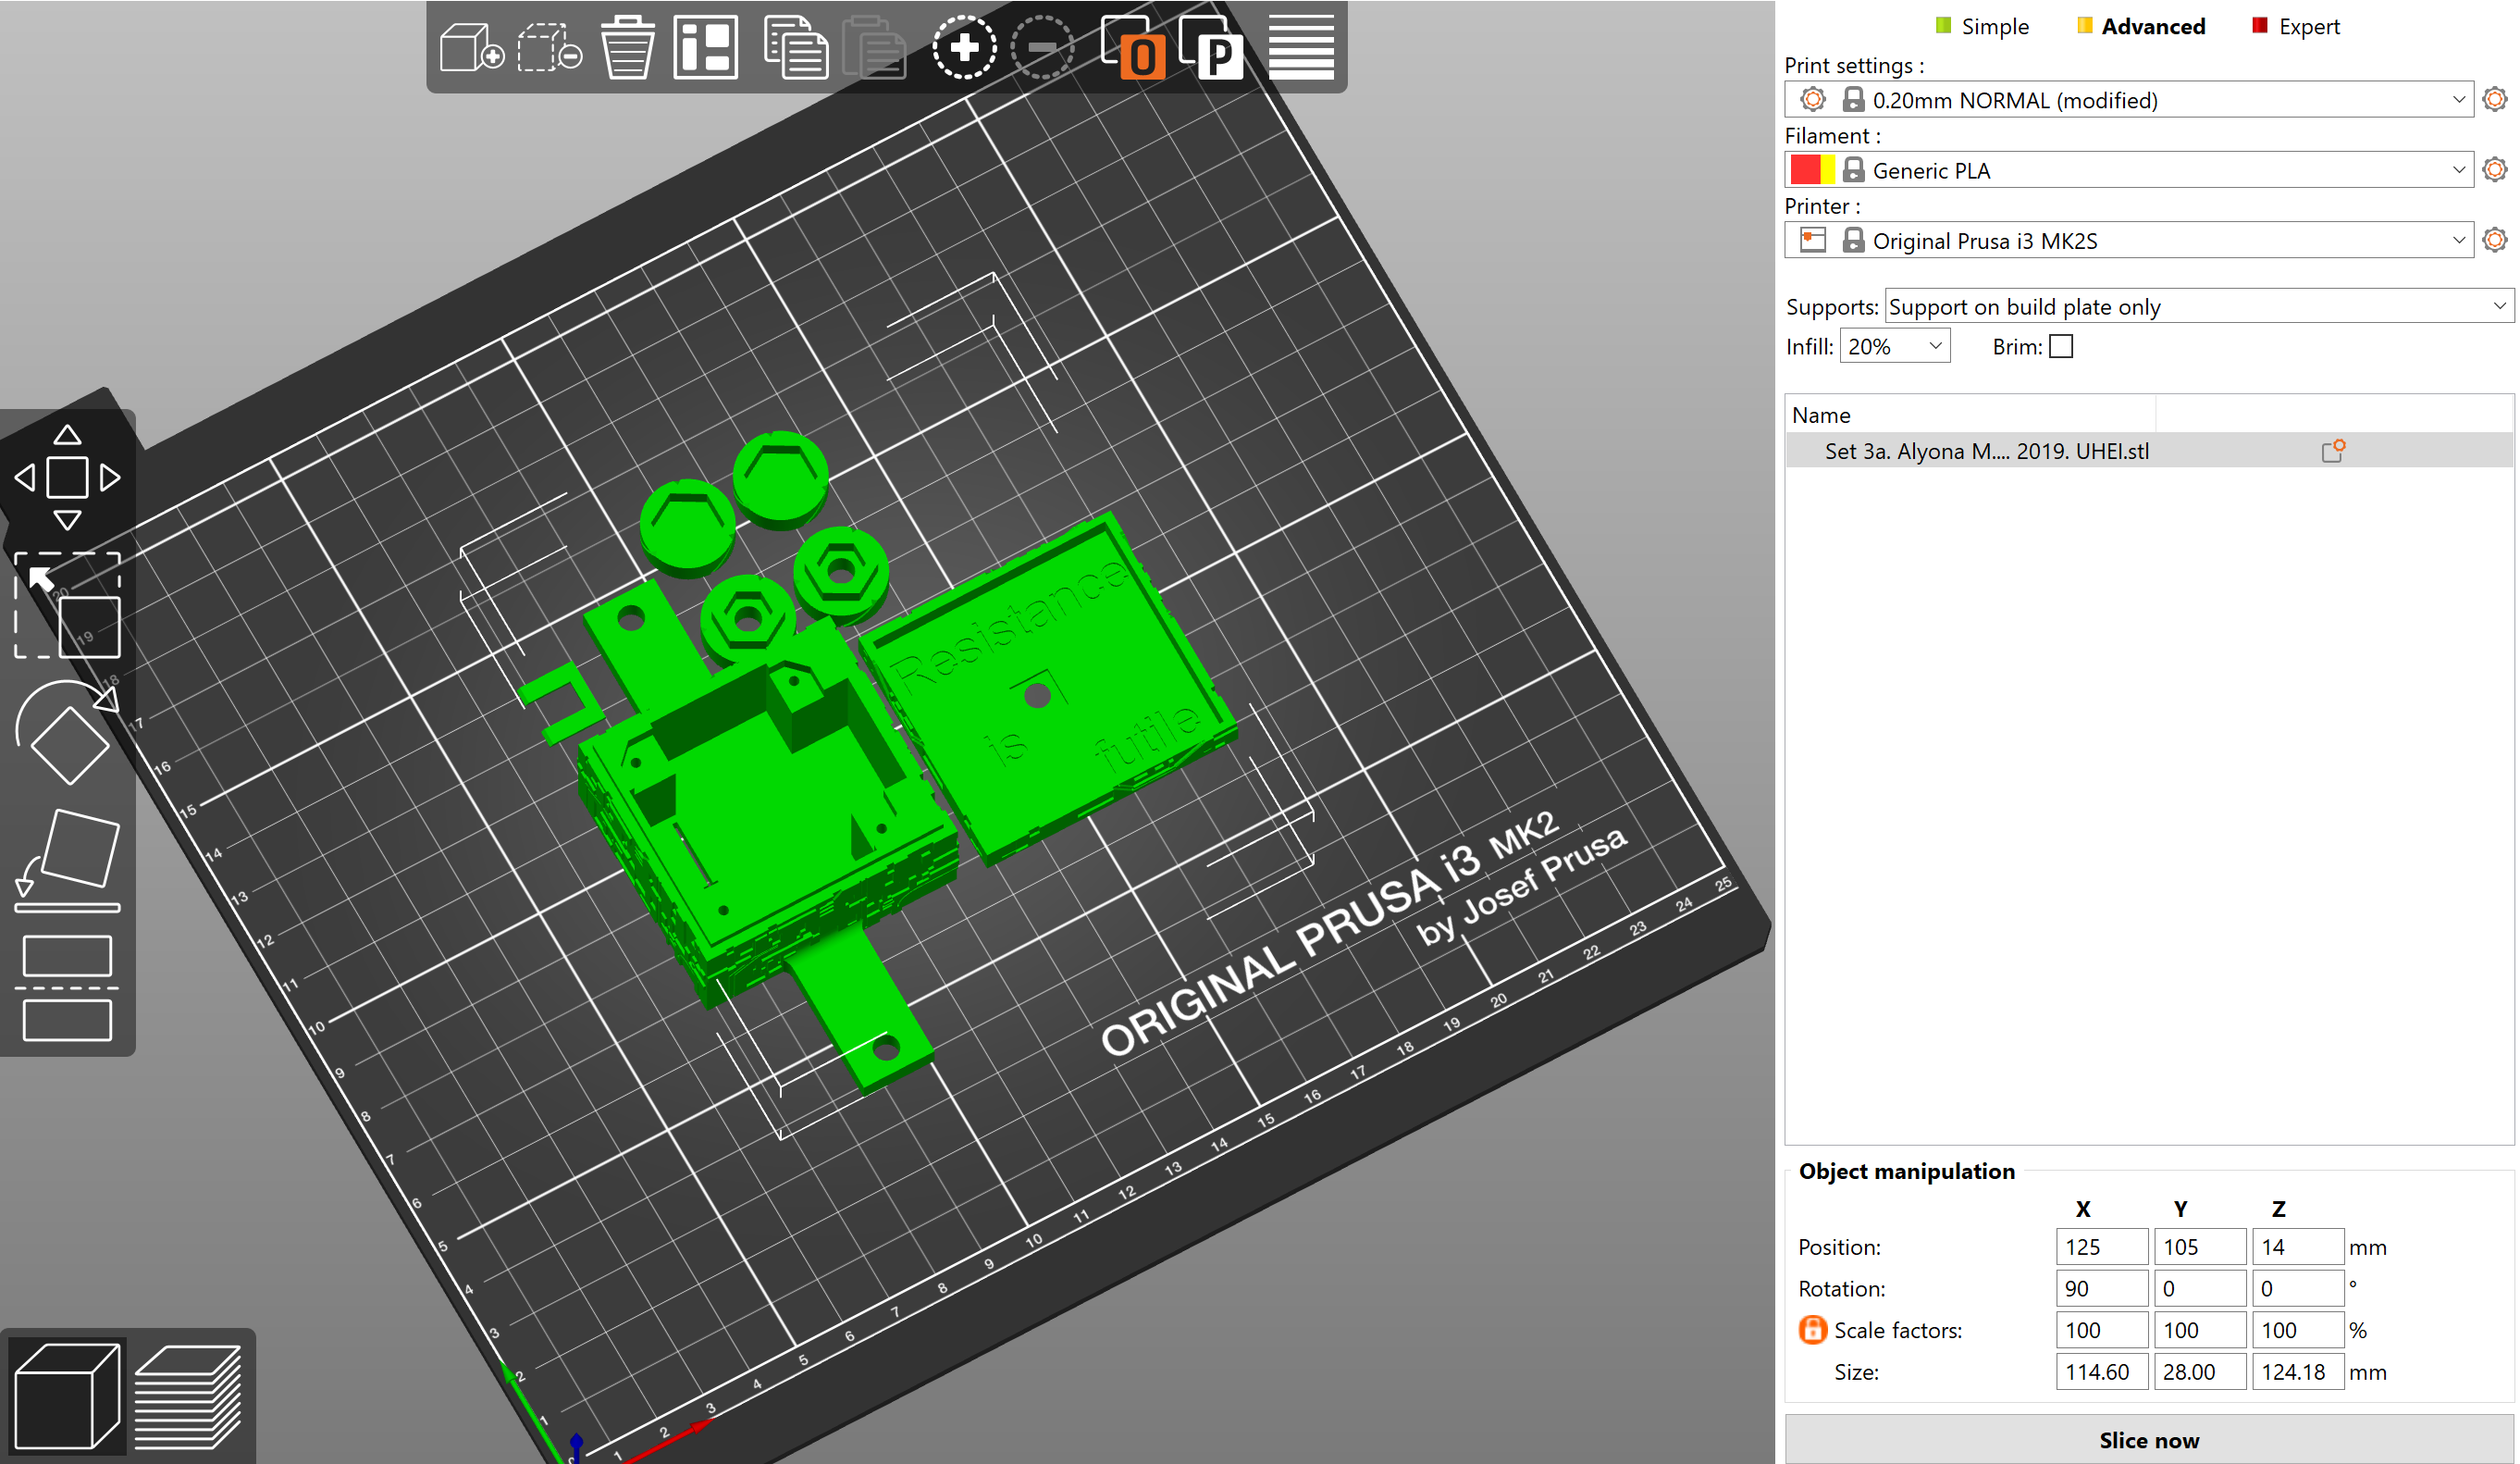 Simple
Advanced
Expert
Print settings :
0.20mm NORMAL (modified)
Filament :
Generic PLA
Printer :
Original Prusa i3 MK2S
Supports: Support on build plate only
Infill: 20%
Brim:
Name
Set 3a. Alyona M.... 2019. UHEI.stl
O
P
Resistance
is
futile
ORIGINAL PRUSA i3 MK2
by Josef Prusa
20
19
18
17
16
15
14
13
12
11
10
9
8
7
6
5
4
3
2
1
0
1 2 3 4 5 6 7 8 9 10 11 12 13 14 15 16 17 18 19 20 21 22 23 24 25
Object manipulation
X Y Z
Position: 125 105 14 mm
Rotation: 90 0 0 °
Scale factors: 100 100 100 %
Size: 114.60 28.00 124.18 mm
Slice now